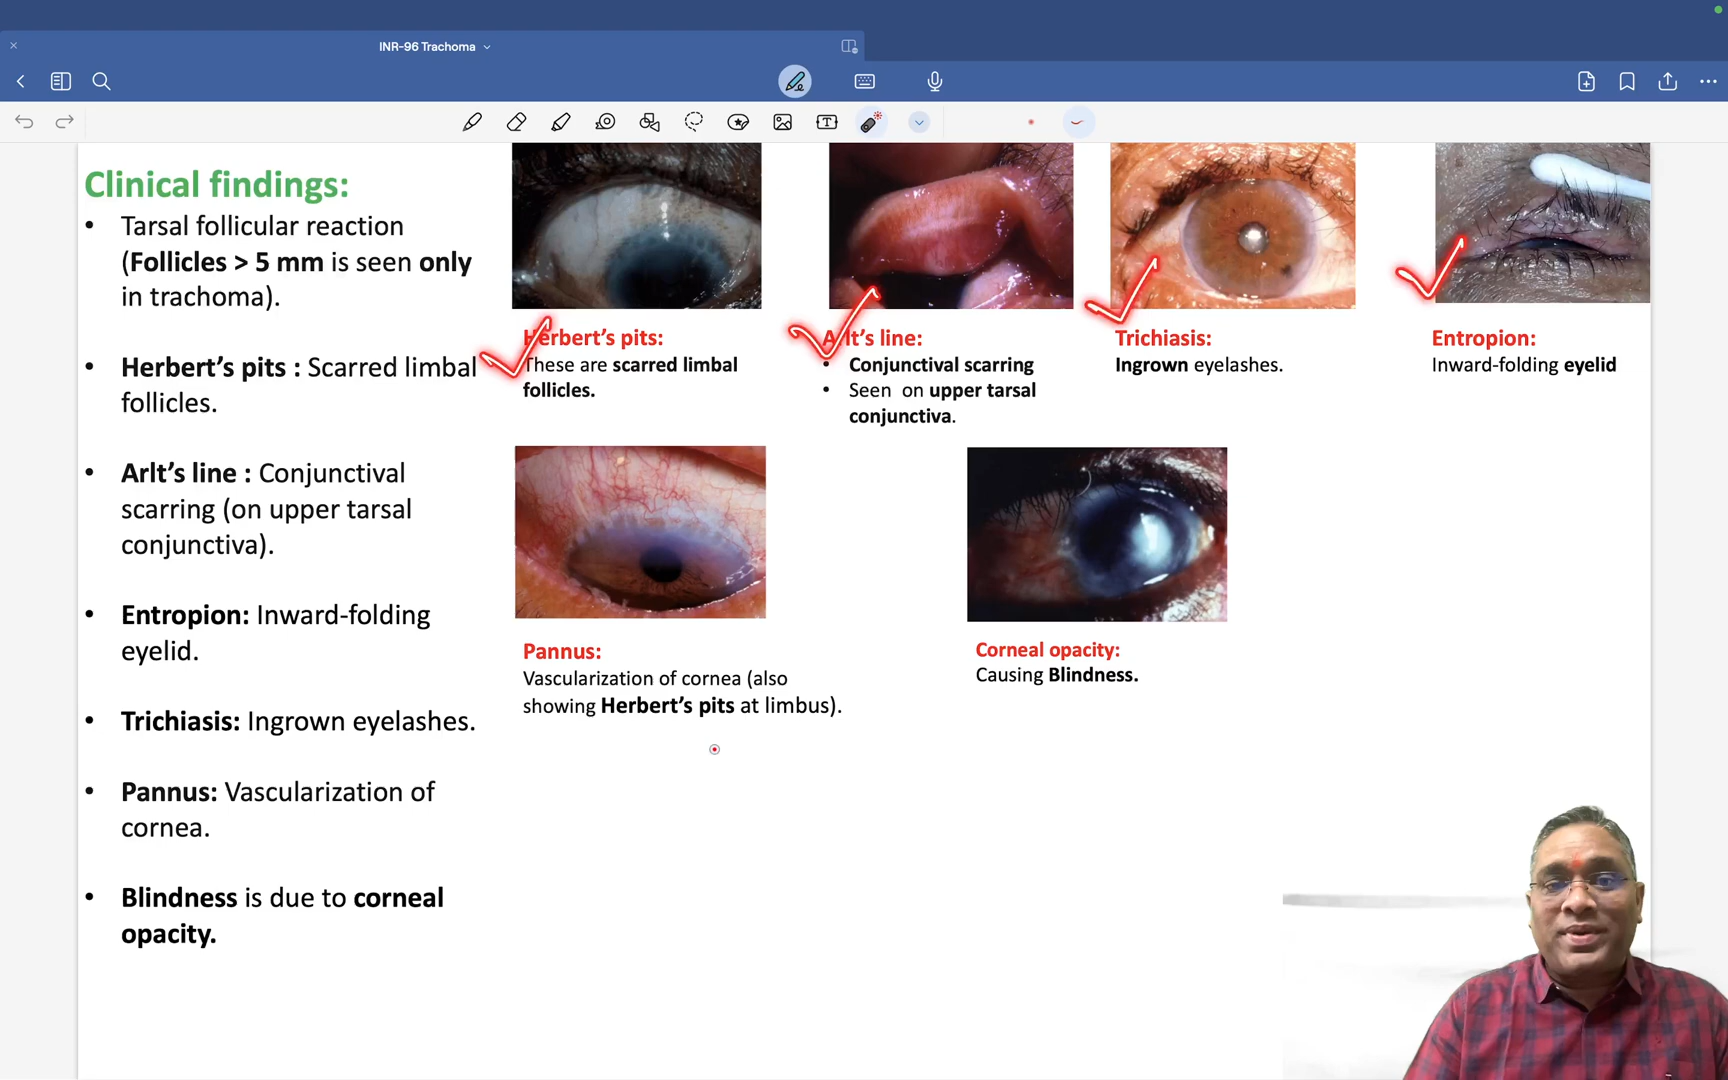 INR-96 Trachoma
Clinical findings:
• Tarsal follicular reaction
(Follicles > 5 mm is seen only
in trachoma).
• Herbert's pits : Scarred limbal
follicles.
• Arlt's line : Conjunctival
scarring (on upper tarsal
conjunctiva).
• Entropion: Inward-folding
eyelid.
• Trichiasis: Ingrown eyelashes.
• Pannus: Vascularization of
cornea.
• Blindness is due to corneal
opacity.
Herbert's pits:
These are scarred limbal
follicles.
Arlt's line:
• Conjunctival scarring
• Seen on upper tarsal
conjunctiva.
Trichiasis:
Ingrown eyelashes.
Entropion:
Inward-folding eyelid
Pannus:
Vascularization of cornea (also
showing Herbert's pits at limbus).
Corneal opacity:
Causing Blindness.